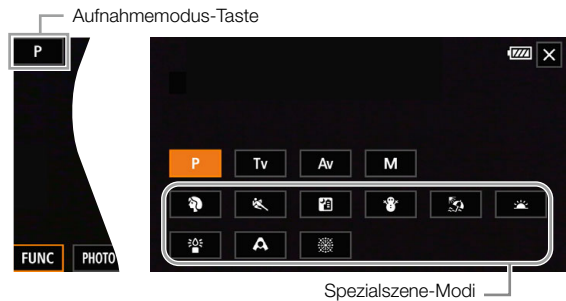 Aufnahmemodus-Taste
P
P Tv Av M
FUNC PHOTO
Spezialszene-Modi